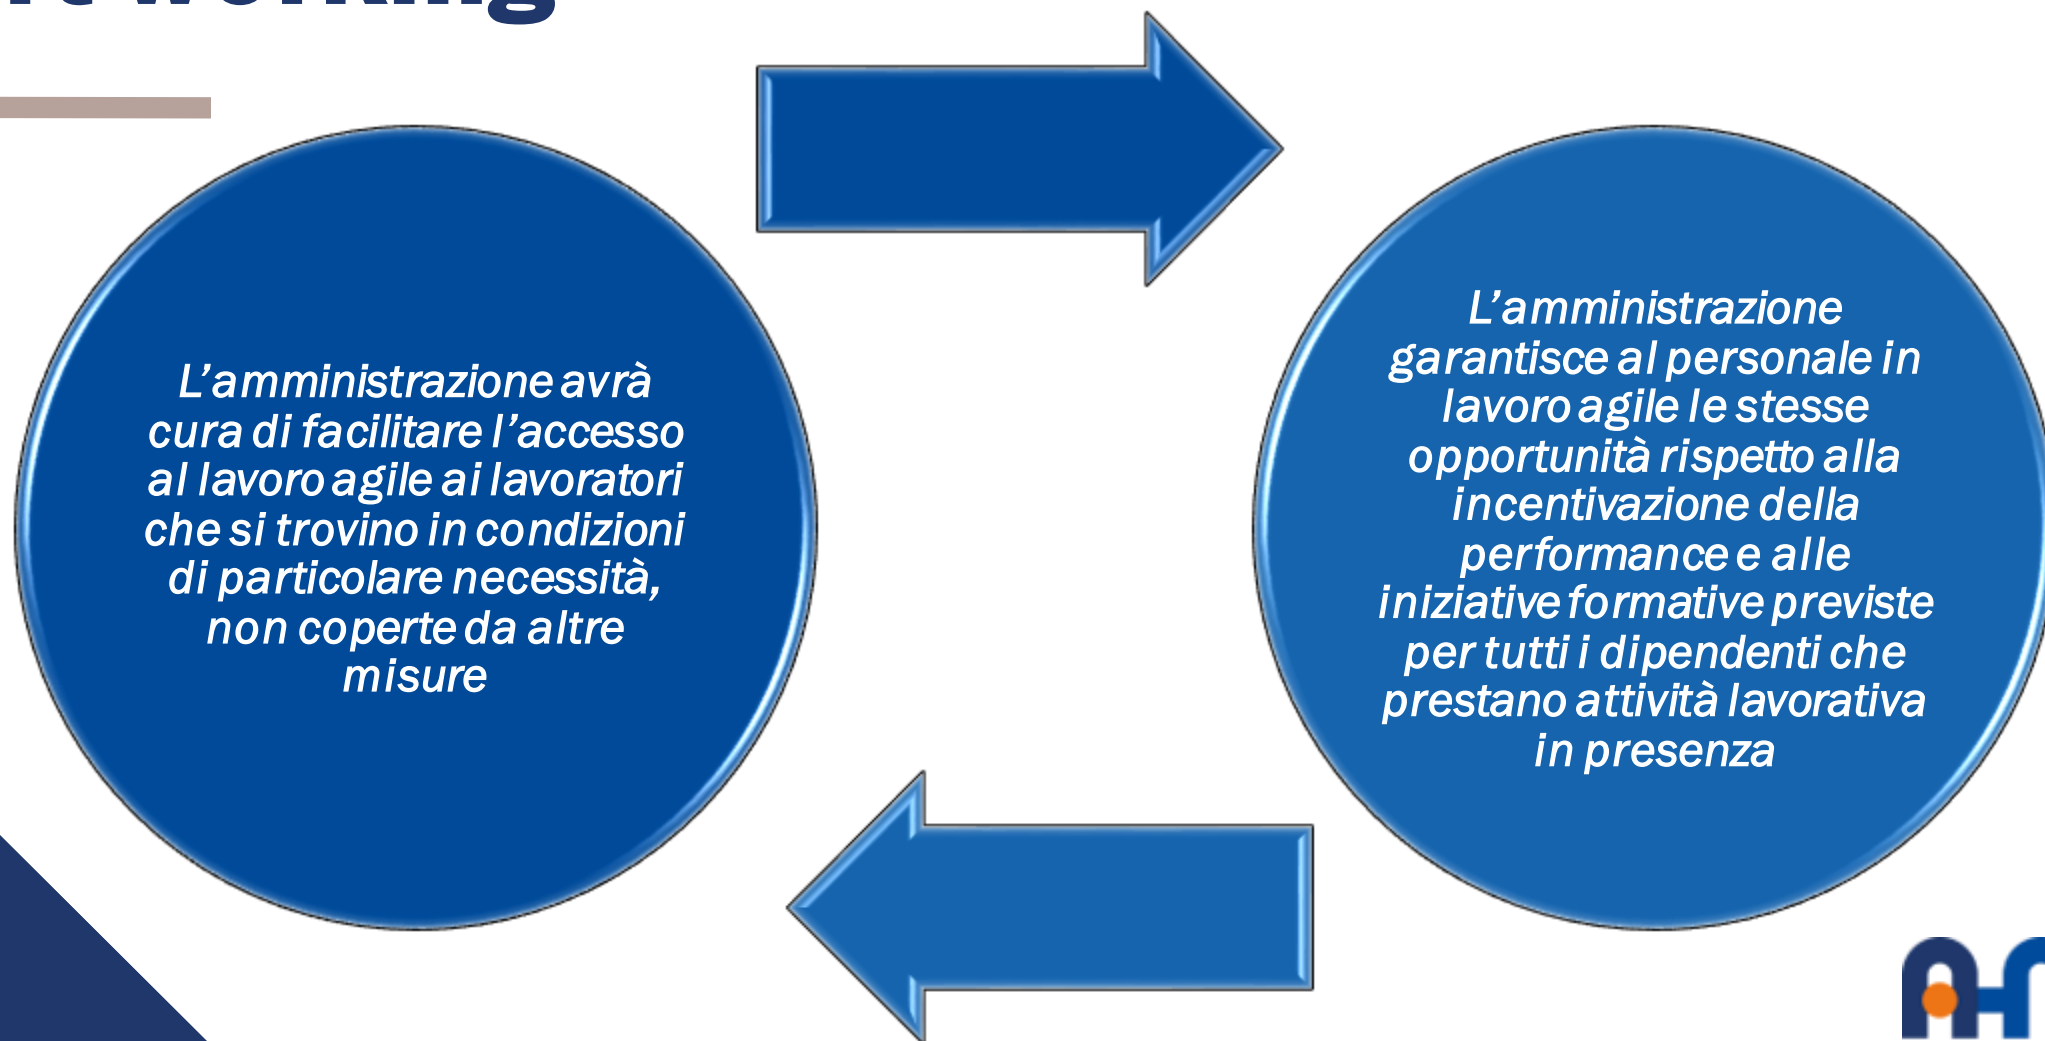 working
L'amministrazione avrà
cura di facilitare l'accesso
al lavoro agile ai lavoratori
che si trovino in condizioni
di particolare necessità,
non coperte da altre
misure
L'amministrazione
garantisce al personale in
lavoro agile le stesse
opportunità rispetto alla
incentivazione della
performance e alle
iniziative formative previste
per tutti i dipendenti che
prestano attività lavorativa
in presenza